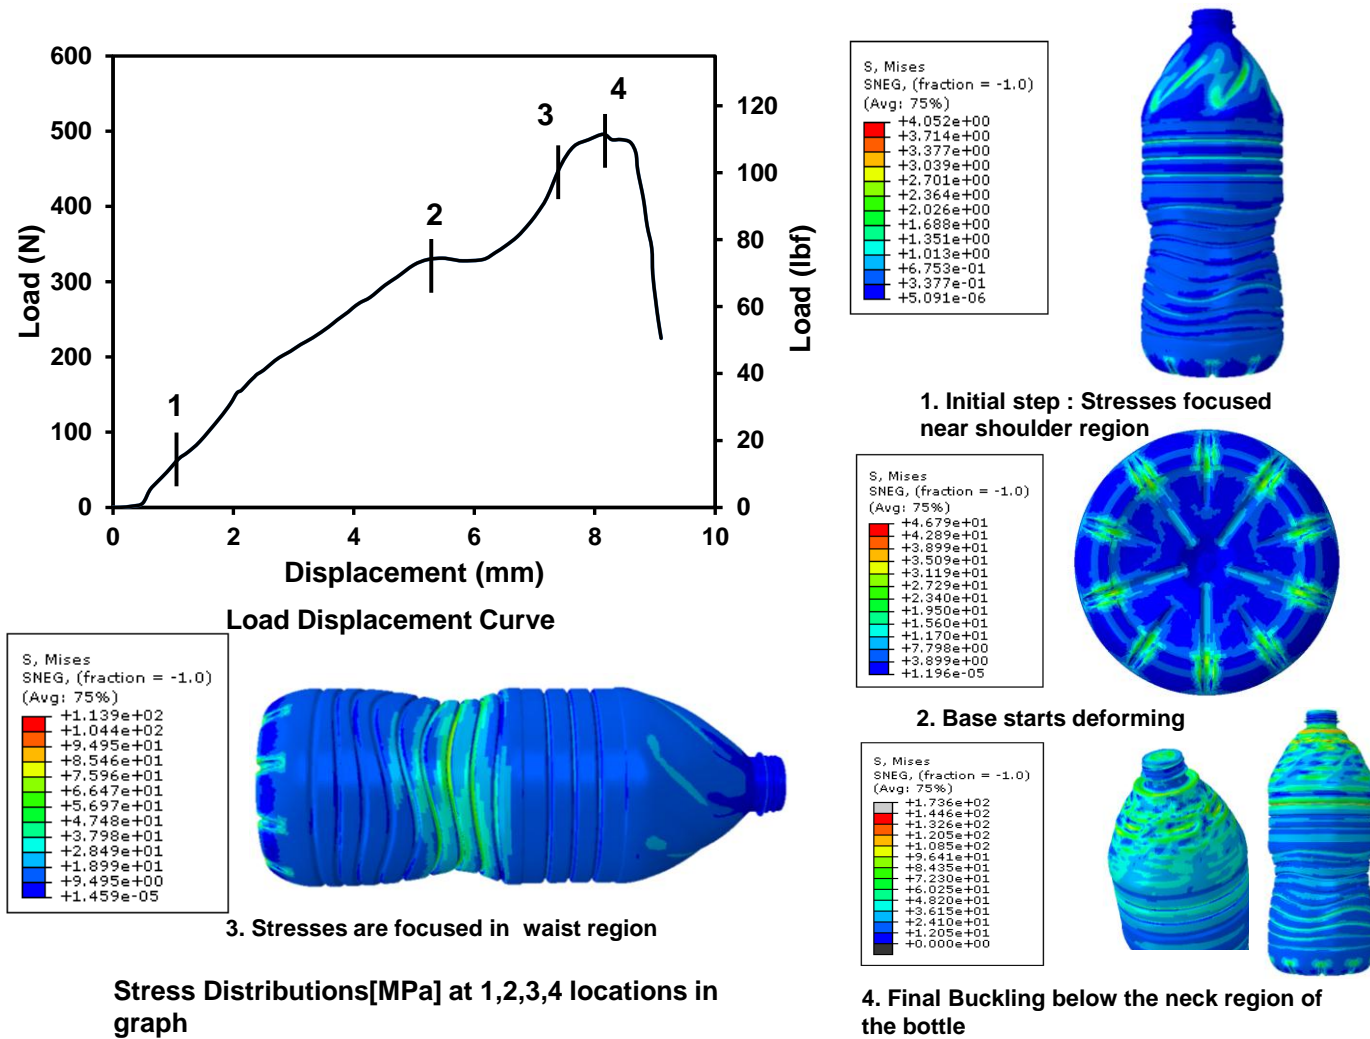 600
500
400
300
200
100
0
Load (N)
1
2
3
4
120
100
80
60
40
20
0
Load (lbf)
0 2 4 6 8 10
Displacement (mm)
Load Displacement Curve
S, Mises
SNEG, (fraction = -1.0)
(Avg: 75%)
+4.052e+00
+3.714e+00
+3.377e+00
+3.039e+00
+2.701e+00
+2.364e+00
+2.026e+00
+1.688e+00
+1.351e+00
+1.013e+00
+6.753e-01
+3.377e-01
+5.091e-06
1. Initial step : Stresses focused
near shoulder region
S, Mises
SNEG, (fraction = -1.0)
(Avg: 75%)
+4.679e+01
+4.289e+01
+3.899e+01
+3.509e+01
+3.119e+01
+2.729e+01
+2.340e+01
+1.950e+01
+1.560e+01
+1.170e+01
+7.798e+00
+3.899e+00
+1.196e-05
2. Base starts deforming
S, Mises
SNEG, (fraction = -1.0)
(Avg: 75%)
+1.139e+02
+1.044e+02
+9.495e+01
+8.546e+01
+7.596e+01
+6.647e+01
+5.697e+01
+4.748e+01
+3.798e+01
+2.849e+01
+1.899e+01
+9.495e+00
+1.459e-05
3. Stresses are focused in waist region
S, Mises
SNEG, (fraction = -1.0)
(Avg: 75%)
+1.736e+02
+1.446e+02
+1.326e+02
+1.205e+02
+1.085e+02
+9.641e+01
+8.435e+01
+7.230e+01
+6.025e+01
+4.820e+01
+3.615e+01
+2.410e+01
+1.205e+01
+0.000e+00
4. Final Buckling below the neck region of
the bottle
Stress Distributions[MPa] at 1,2,3,4 locations in
graph